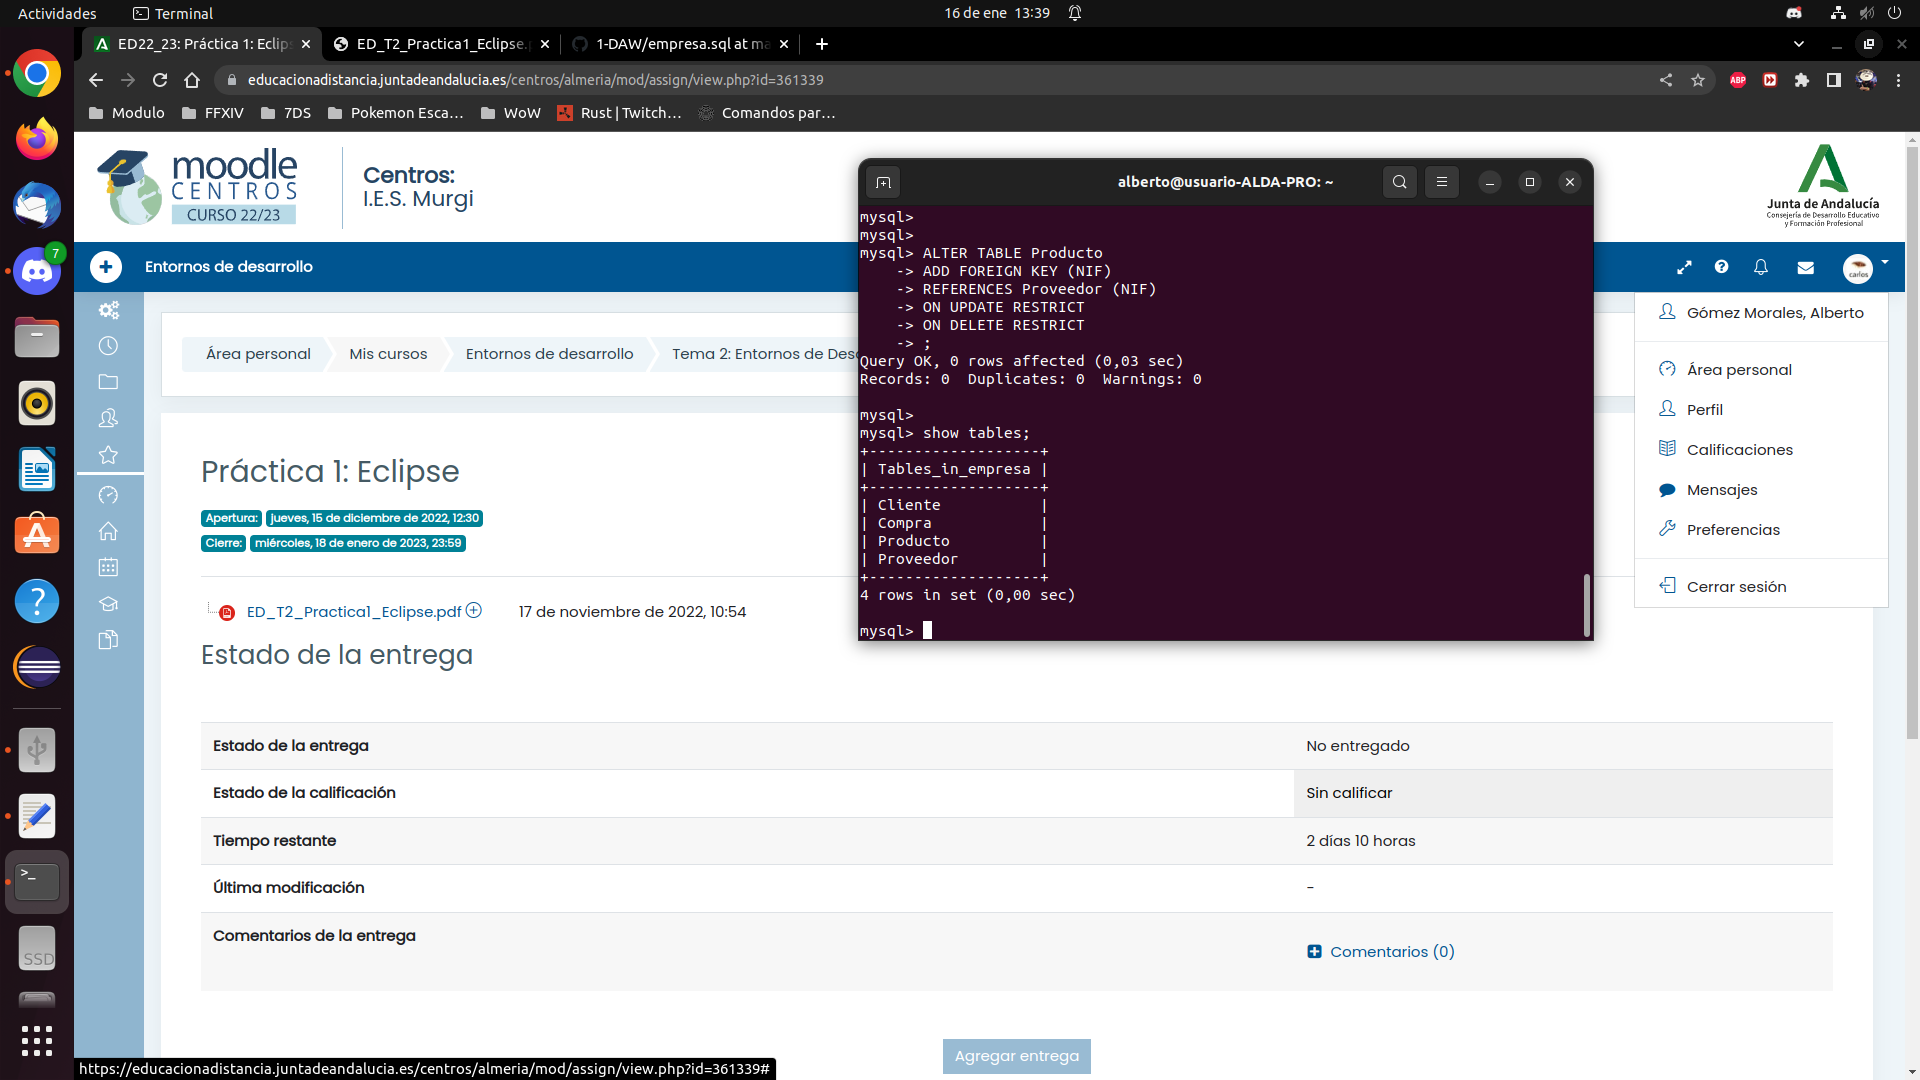 Actividades
Terminal
16 de ene 13:39
ED22_23: Práctica 1: Eclip
ED_T2_Practica1_Eclipse.
1-DAW/empresa.sql at ma
educacionadistancia.juntadeandalucia.es/centros/almeria/mod/assign/view.php?id=361339
ABP
Modulo
FFXIV
7DS
Pokemon Esca...
WoW
Rust | Twitch...
Comandos par...
moodle
CENTROS
CURSO 22/23
Centros:
I.E.S. Murgi
Junta de Andalucía
Consejería de Desarrollo Educativo
y Formación Profesional
7
Entornos de desarrollo
carlos
Área personal
Mis cursos
Entornos de desarrollo
Tema 2: Entornos de Des
Gómez Morales, Alberto
Área personal
Perfil
Calificaciones
Mensajes
Preferencias
Cerrar sesión
alberto@usuario-ALDA-PRO: ~
mysql>
mysql>
mysql> ALTER TABLE Producto
    -> ADD FOREIGN KEY (NIF)
    -> REFERENCES Proveedor (NIF)
    -> ON UPDATE RESTRICT
    -> ON DELETE RESTRICT
    -> ;
Query OK, 0 rows affected (0,03 sec)
Records: 0  Duplicates: 0  Warnings: 0
mysql>
mysql> show tables;
+-------------------+
| Tables_in_empresa |
+-------------------+
| Cliente           |
| Compra            |
| Producto          |
| Proveedor         |
+-------------------+
4 rows in set (0,00 sec)
mysql>
Práctica 1: Eclipse
Apertura: jueves, 15 de diciembre de 2022, 12:30
Cierre: miércoles, 18 de enero de 2023, 23:59
ED_T2_Practica1_Eclipse.pdf
17 de noviembre de 2022, 10:54
Estado de la entrega
Estado de la entrega
No entregado
Estado de la calificación
Sin calificar
Tiempo restante
2 días 10 horas
Última modificación
-
Comentarios de la entrega
Comentarios (0)
SSD
Agregar entrega
https://educacionadistancia.juntadeandalucia.es/centros/almeria/mod/assign/view.php?id=361339#